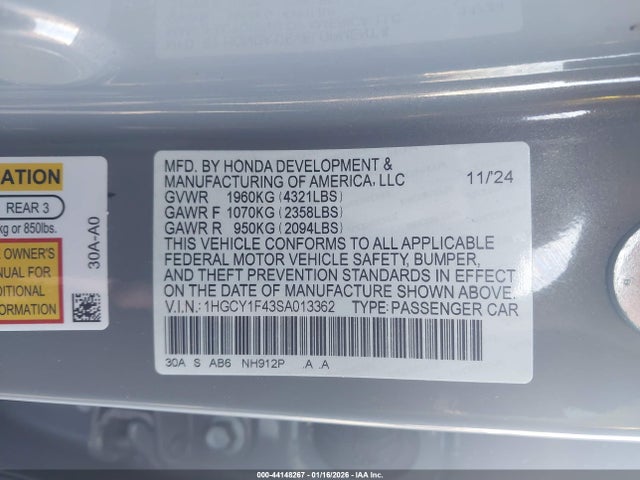 MFD. BY HONDA DEVELOPMENT &
MANUFACTURING OF AMERICA, LLC 11/24
GVWR 1960KG (4321LBS)
GAWR F 1070KG (2358LBS)
GAWR R 950KG (2094LBS)
THIS VEHICLE CONFORMS TO ALL APPLICABLE
FEDERAL MOTOR VEHICLE SAFETY, BUMPER,
AND THEFT PREVENTION STANDARDS IN EFFECT
ON THE DATE OF MANUFACTURE SHOWN ABOVE.
V.I.N.: 1HGCY1F43SA013362 TYPE: PASSENGER CAR
30A S AB6 NH912P .A .A
ATION
REAR 3
kg or 850lbs.
OWNER'S
MANUAL FOR
ADDITIONAL
INFORMATION
30A-A0
000-44148267 - 01/16/2026 - IAA Inc.